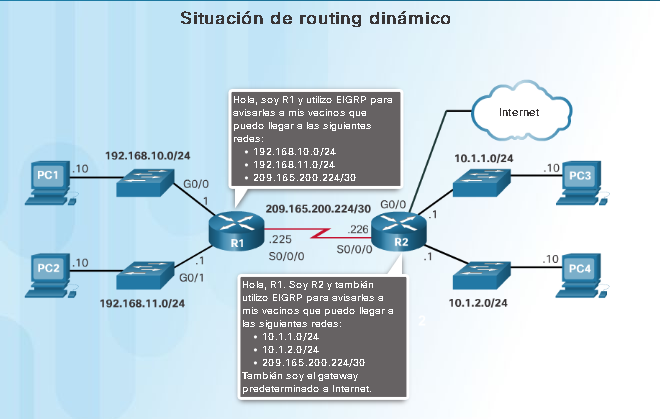 Situación de routing dinámico
Hola, soy R1 y utilizo EIGRP para
avisarles a mis vecinos que
puedo llegar a las siguientes
redes:
• 192.168.10.0/24
• 192.168.11.0/24
• 209.165.200.224/30
Internet
192.168.10.0/24
10.1.1.0/24
PC1
.10
G0/0
.1
.10
PC3
209.165.200.224/30
G0/0
.1
R1
.225
S0/0/0
.226
S0/0/0
R2
PC2
.10
.1
G0/1
.1
.10
PC4
192.168.11.0/24
10.1.2.0/24
Hola, R1. Soy R2 y también
utilizo EIGRP para avisarles a
mis vecinos que puedo llegar a
las siguientes redes:
• 10.1.1.0/24
• 10.1.2.0/24
• 209.165.200.224/30
También soy el gateway
predeterminado a Internet.